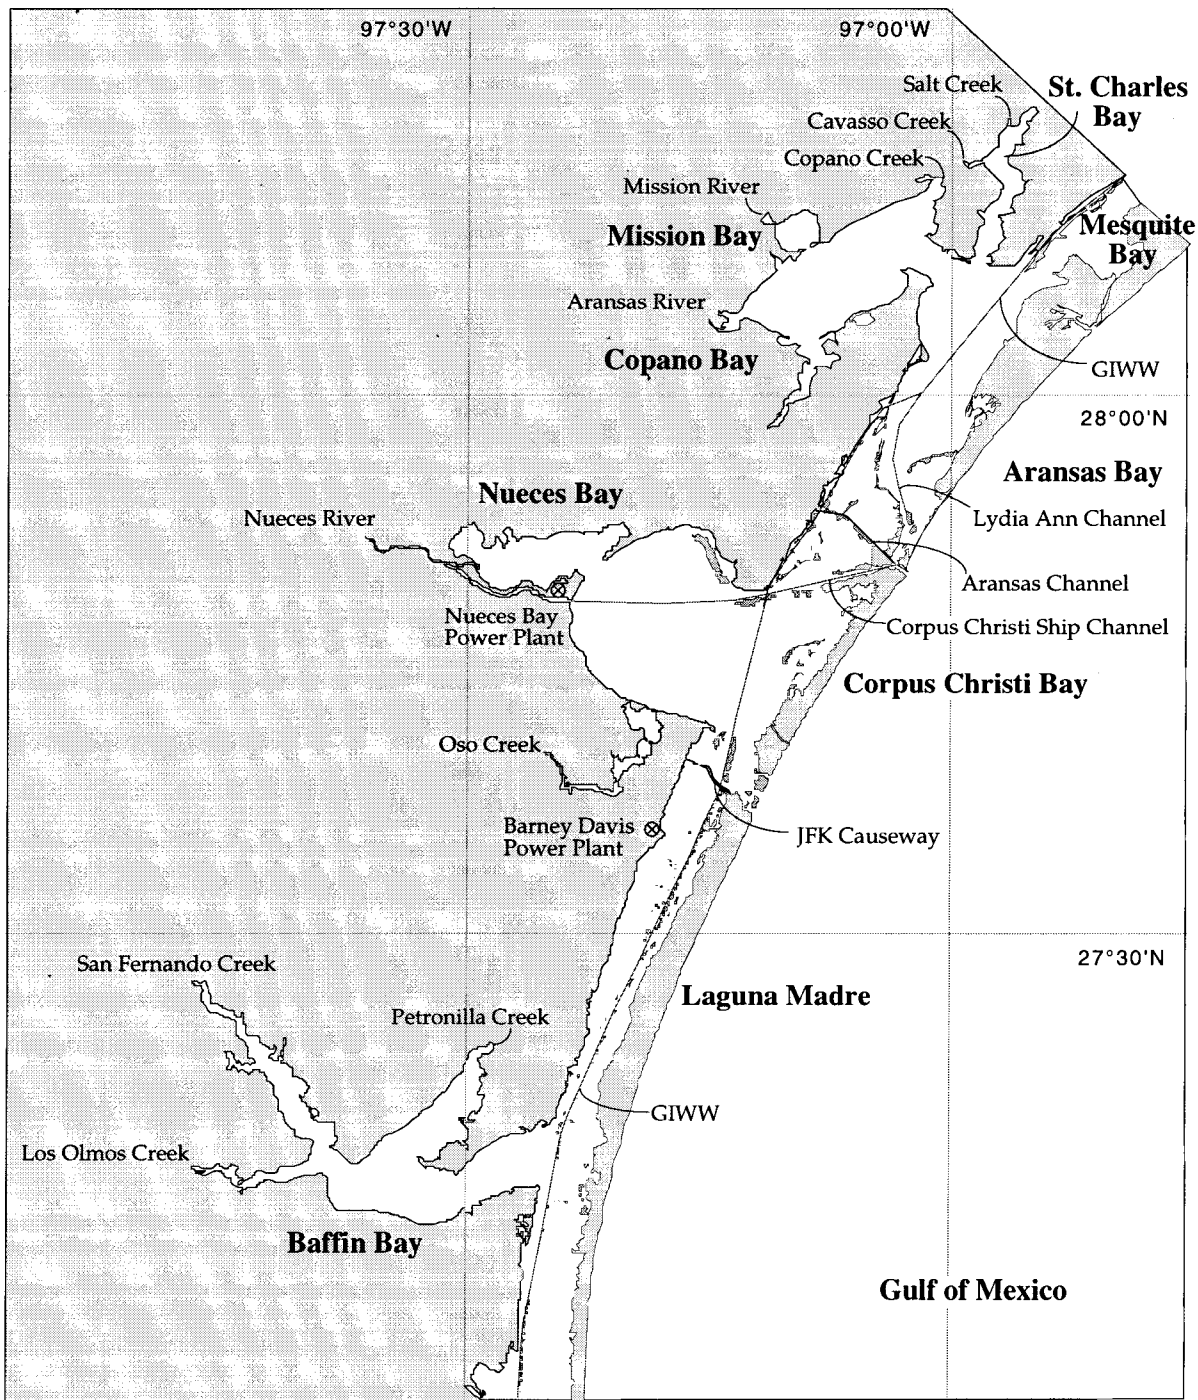 97°30'W
97°00'W
Salt Creek
St. Charles
Bay
Cavasso Creek
Copano Creek
Mission River
Mission Bay
Mesquite
Bay
Aransas River
Copano Bay
GIWW
28°00'N
Aransas Bay
Nueces Bay
Nueces River
Lydia Ann Channel
Aransas Channel
Nueces Bay
Power Plant
Corpus Christi Ship Channel
Corpus Christi Bay
Oso Creek
Barney Davis
Power Plant
JFK Causeway
27°30'N
San Fernando Creek
Laguna Madre
Petronilla Creek
GIWW
Los Olmos Creek
Baffin Bay
Gulf of Mexico